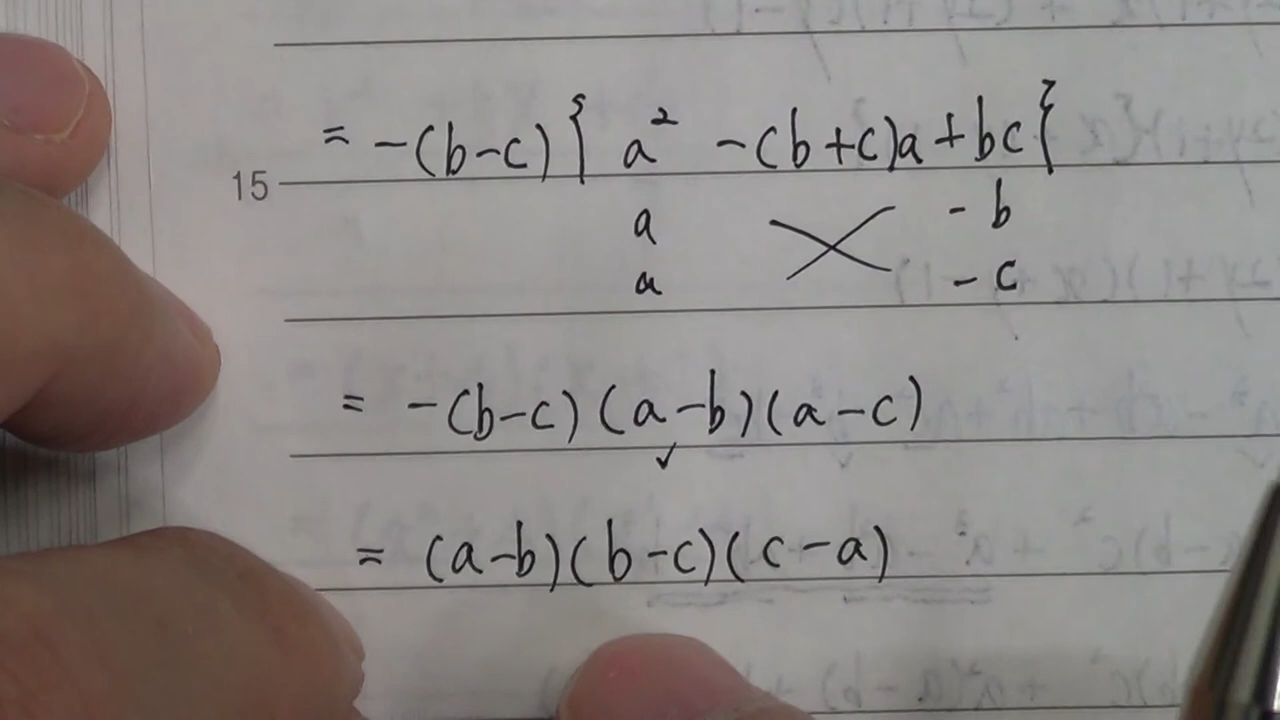 = -(b-c){ a² -(b+c)a+bc}
15
a -b
a -c
= -(b-c)(a-b)(a-c)
✓
= (a-b)(b-c)(c-a)